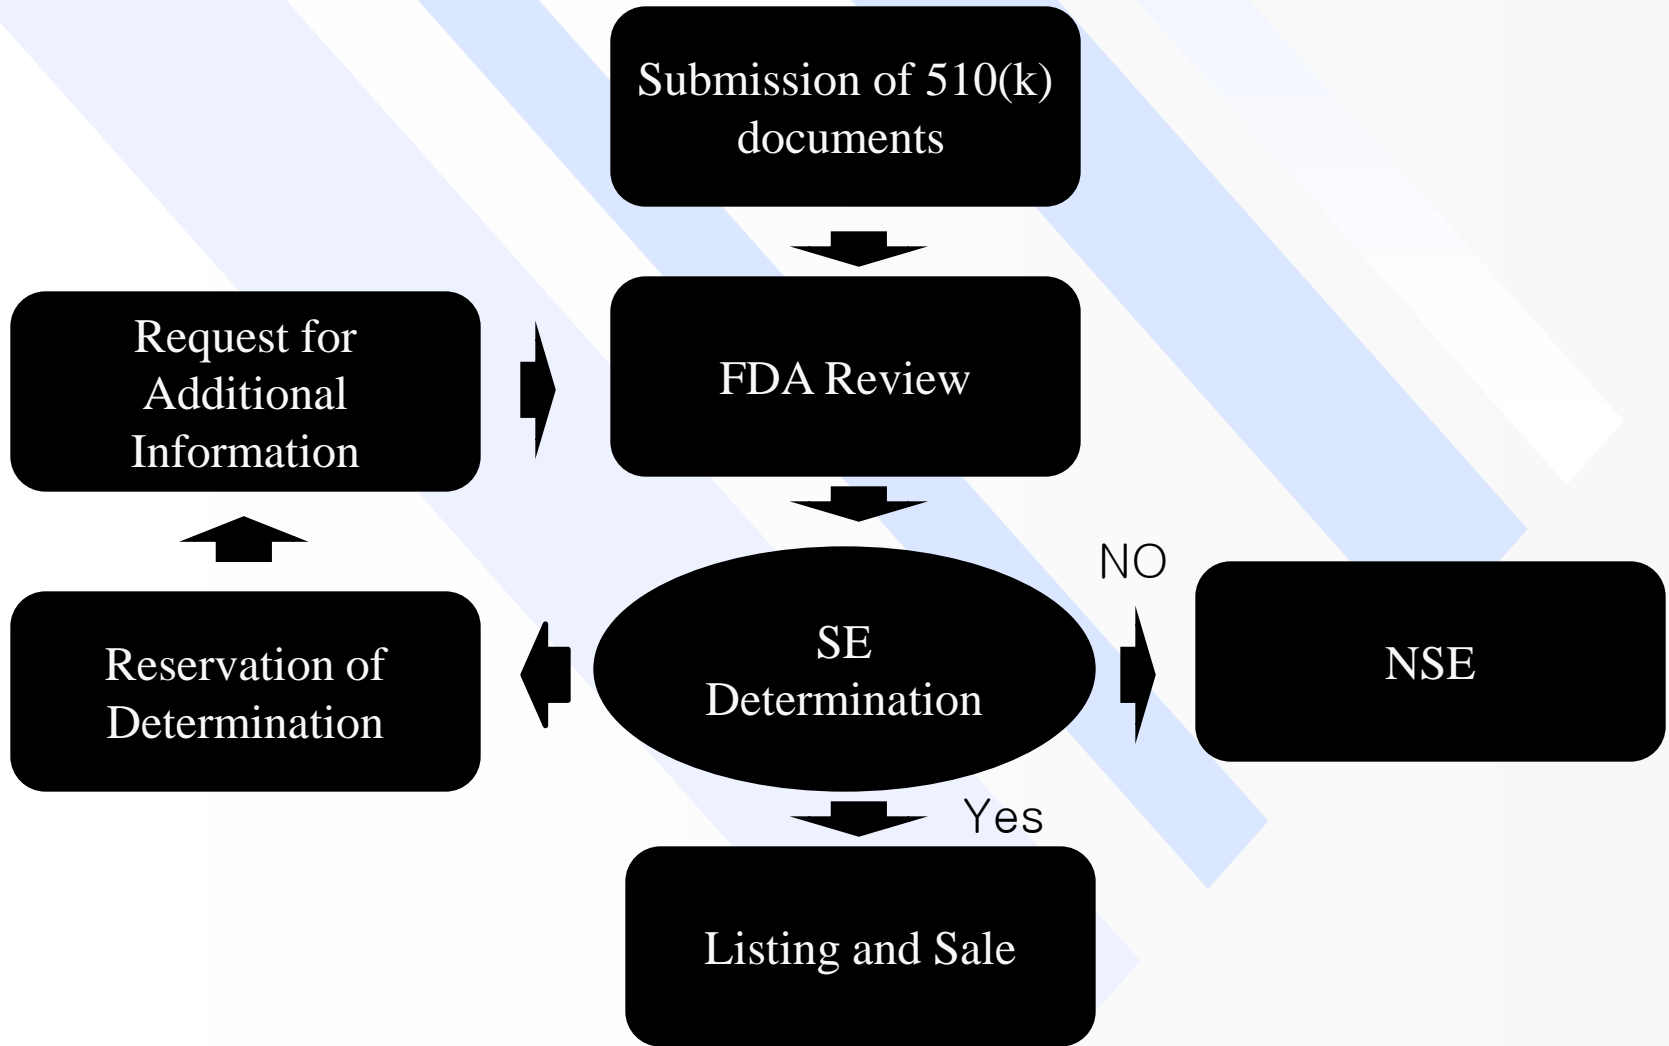 Submission of 510(k)
documents
Request for
Additional
Information
FDA Review
NO
Reservation of
Determination
SE
Determination
NSE
Yes
Listing and Sale